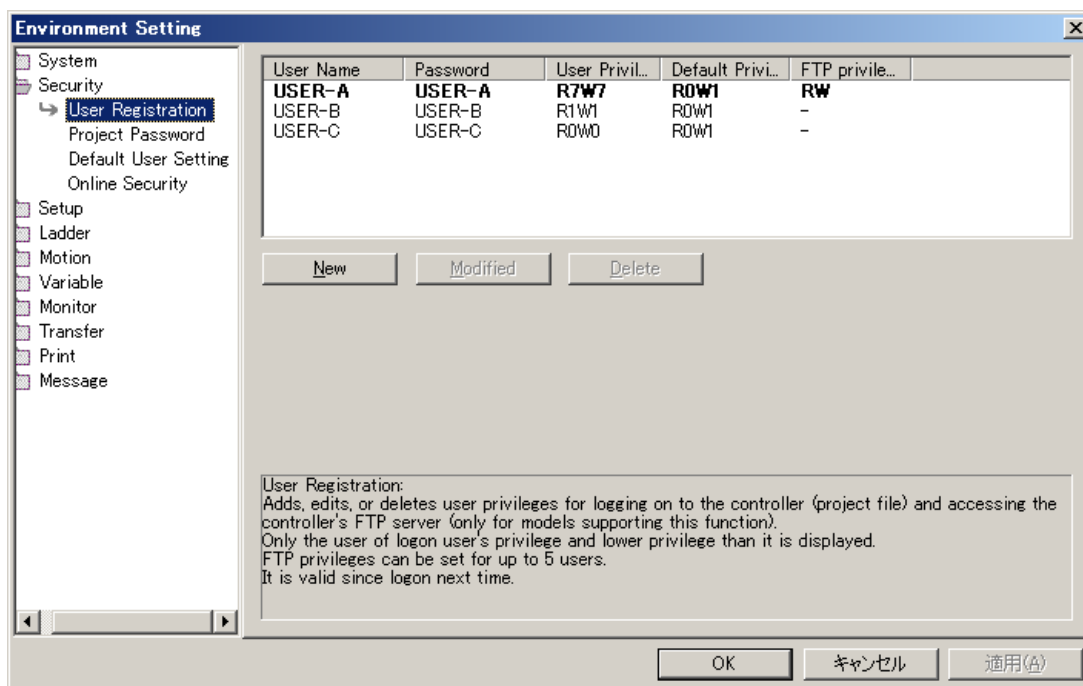 Environment Setting
System
Security
User Registration
Project Password
Default User Setting
Online Security
Setup
Ladder
Motion
Variable
Monitor
Transfer
Print
Message
User Name Password User Privil... Default Privi... FTP privile...
USER-A USER-A R7W7 R0W1 RW
USER-B USER-B R1W1 R0W1 -
USER-C USER-C R0W0 R0W1 -
New Modified Delete
User Registration:
Adds, edits, or deletes user privileges for logging on to the controller (project file) and accessing the
controller's FTP server (only for models supporting this function).
Only the user of logon user's privilege and lower privilege than it is displayed.
FTP privileges can be set for up to 5 users.
It is valid since logon next time.
OK キャンセル 適用(A)